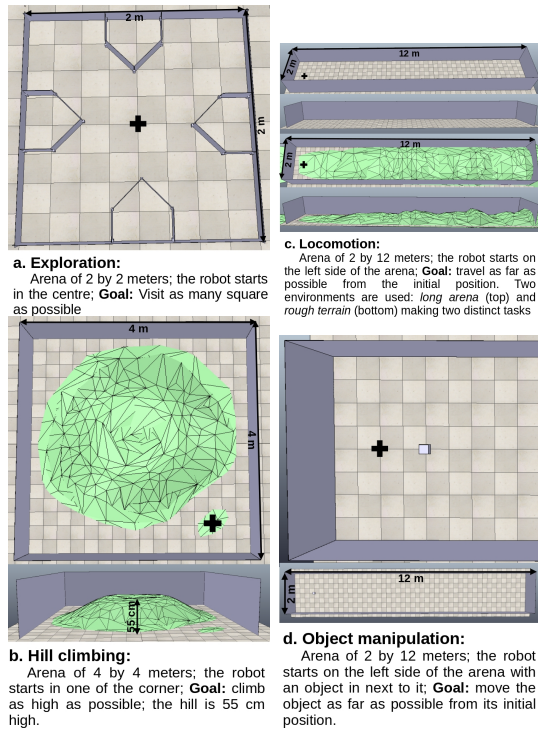 2 m
2 m
a. Exploration:
Arena of 2 by 2 meters; the robot starts
in the centre; Goal: Visit as many square
as possible
4 m
4 m
55 cm
b. Hill climbing:
Arena of 4 by 4 meters; the robot
starts in one of the corner; Goal: climb
as high as possible; the hill is 55 cm
high.
12 m
2 m
12 m
2 m
c. Locomotion:
Arena of 2 by 12 meters; the robot starts on
the left side of the arena; Goal: travel as far as
possible from the initial position. Two
environments are used: long arena (top) and
rough terrain (bottom) making two distinct tasks
12 m
2 m
d. Object manipulation:
Arena of 2 by 12 meters; the robot
starts on the left side of the arena with
an object in next to it; Goal: move the
object as far as possible from its initial
position.